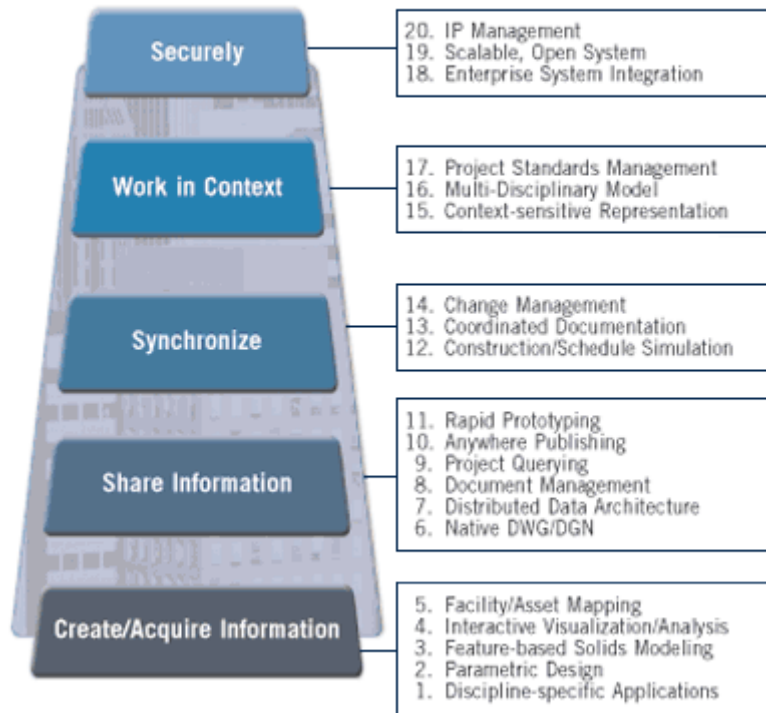 Securely
20. IP Management
19. Scalable, Open System
18. Enterprise System Integration
Work in Context
17. Project Standards Management
16. Multi-Disciplinary Model
15. Context-sensitive Representation
Synchronize
14. Change Management
13. Coordinated Documentation
12. Construction/Schedule Simulation
Share Information
11. Rapid Prototyping
10. Anywhere Publishing
9. Project Querying
8. Document Management
7. Distributed Data Architecture
6. Native DWG/DGN
Create/Acquire Information
5. Facility/Asset Mapping
4. Interactive Visualization/Analysis
3. Feature-based Solids Modeling
2. Parametric Design
1. Discipline-specific Applications